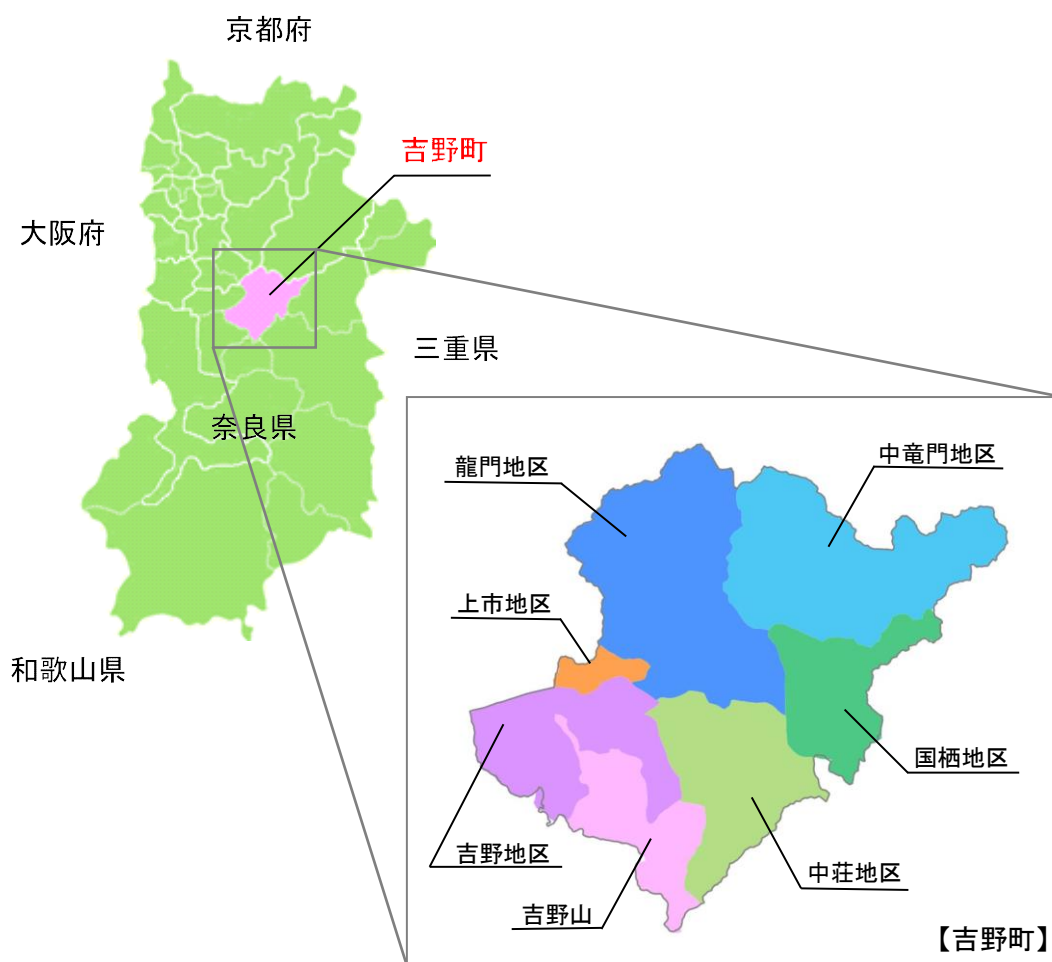 京都府
吉野町
大阪府
三重県
奈良県
和歌山県
龍門地区
中竜門地区
上市地区
国栖地区
吉野地区
中荘地区
吉野山
【吉野町】